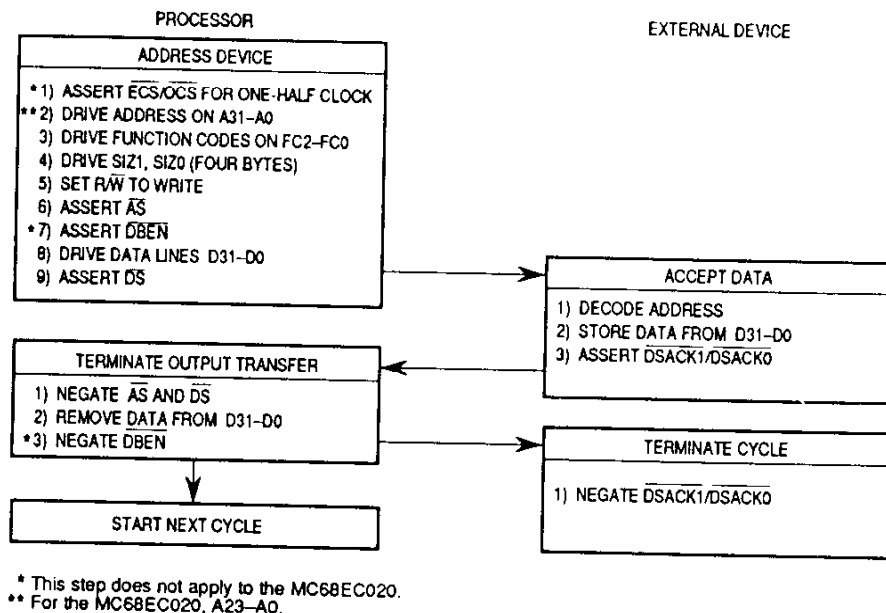 PROCESSOR
EXTERNAL DEVICE
ADDRESS DEVICE
*1) ASSERT ECS/OCS FOR ONE-HALF CLOCK
**2) DRIVE ADDRESS ON A31–A0
3) DRIVE FUNCTION CODES ON FC2–FC0
4) DRIVE SIZ1, SIZ0 (FOUR BYTES)
5) SET R/W TO WRITE
6) ASSERT AS
*7) ASSERT DBEN
8) DRIVE DATA LINES D31–D0
9) ASSERT DS
ACCEPT DATA
1) DECODE ADDRESS
2) STORE DATA FROM D31–D0
3) ASSERT DSACK1/DSACK0
TERMINATE OUTPUT TRANSFER
1) NEGATE AS AND DS
2) REMOVE DATA FROM D31–D0
*3) NEGATE DBEN
TERMINATE CYCLE
1) NEGATE DSACK1/DSACK0
START NEXT CYCLE
* This step does not apply to the MC68EC020.
** For the MC68EC020, A23–A0.